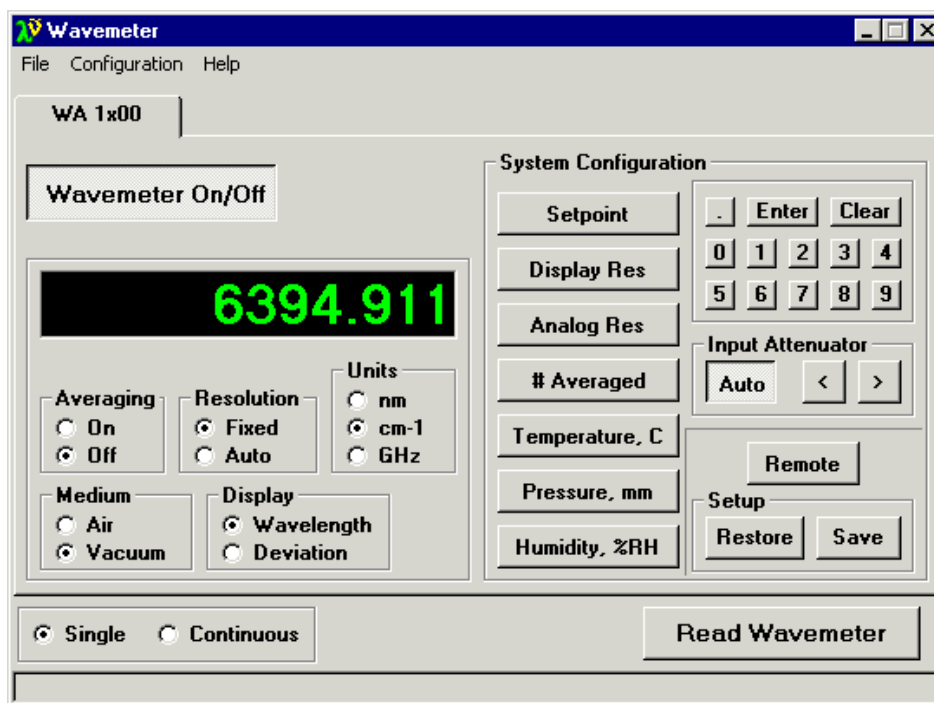 λν Wavemeter
File Configuration Help
WA 1x00
Wavemeter On/Off
6394.911
Averaging
On
Off
Resolution
Fixed
Auto
Units
nm
cm-1
GHz
Medium
Air
Vacuum
Display
Wavelength
Deviation
System Configuration
Setpoint
Display Res
Analog Res
# Averaged
Temperature, C
Pressure, mm
Humidity, %RH
. Enter Clear
0 1 2 3 4
5 6 7 8 9
Input Attenuator
Auto < >
Remote
Setup
Restore Save
Single Continuous
Read Wavemeter